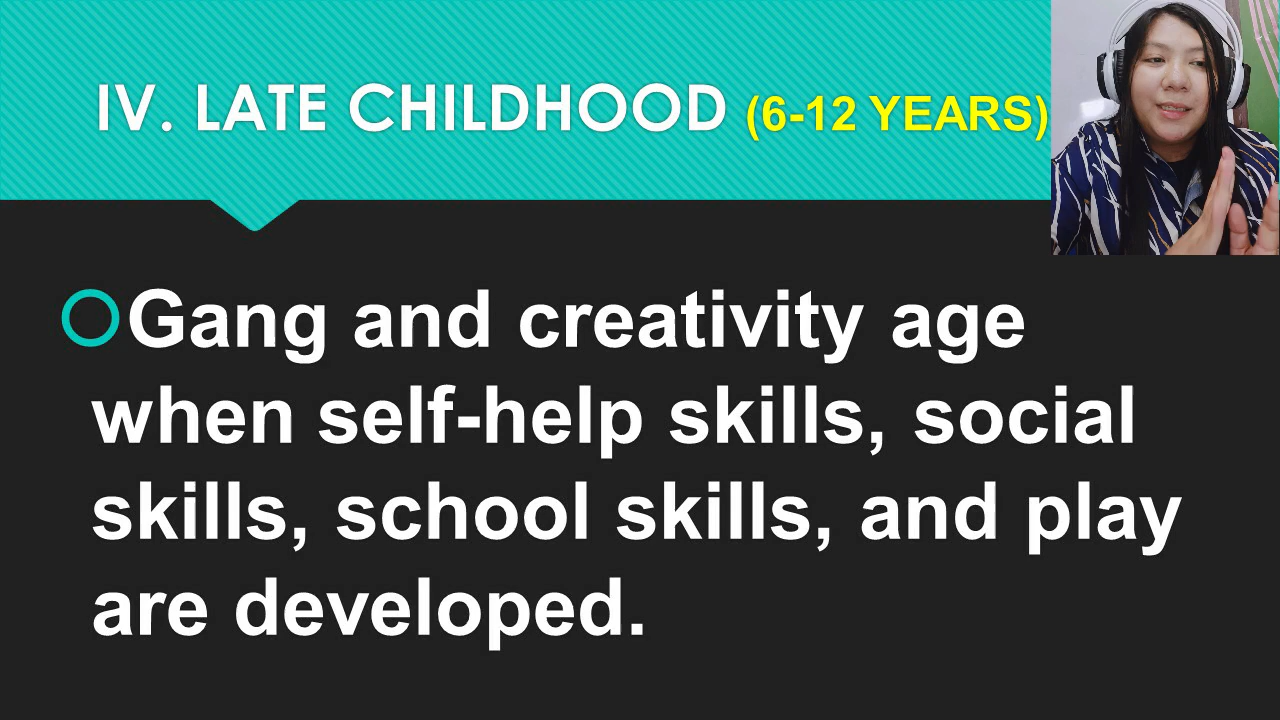 IV. LATE CHILDHOOD (6-12 YEARS)
Gang and creativity age
when self-help skills, social
skills, school skills, and play
are developed.